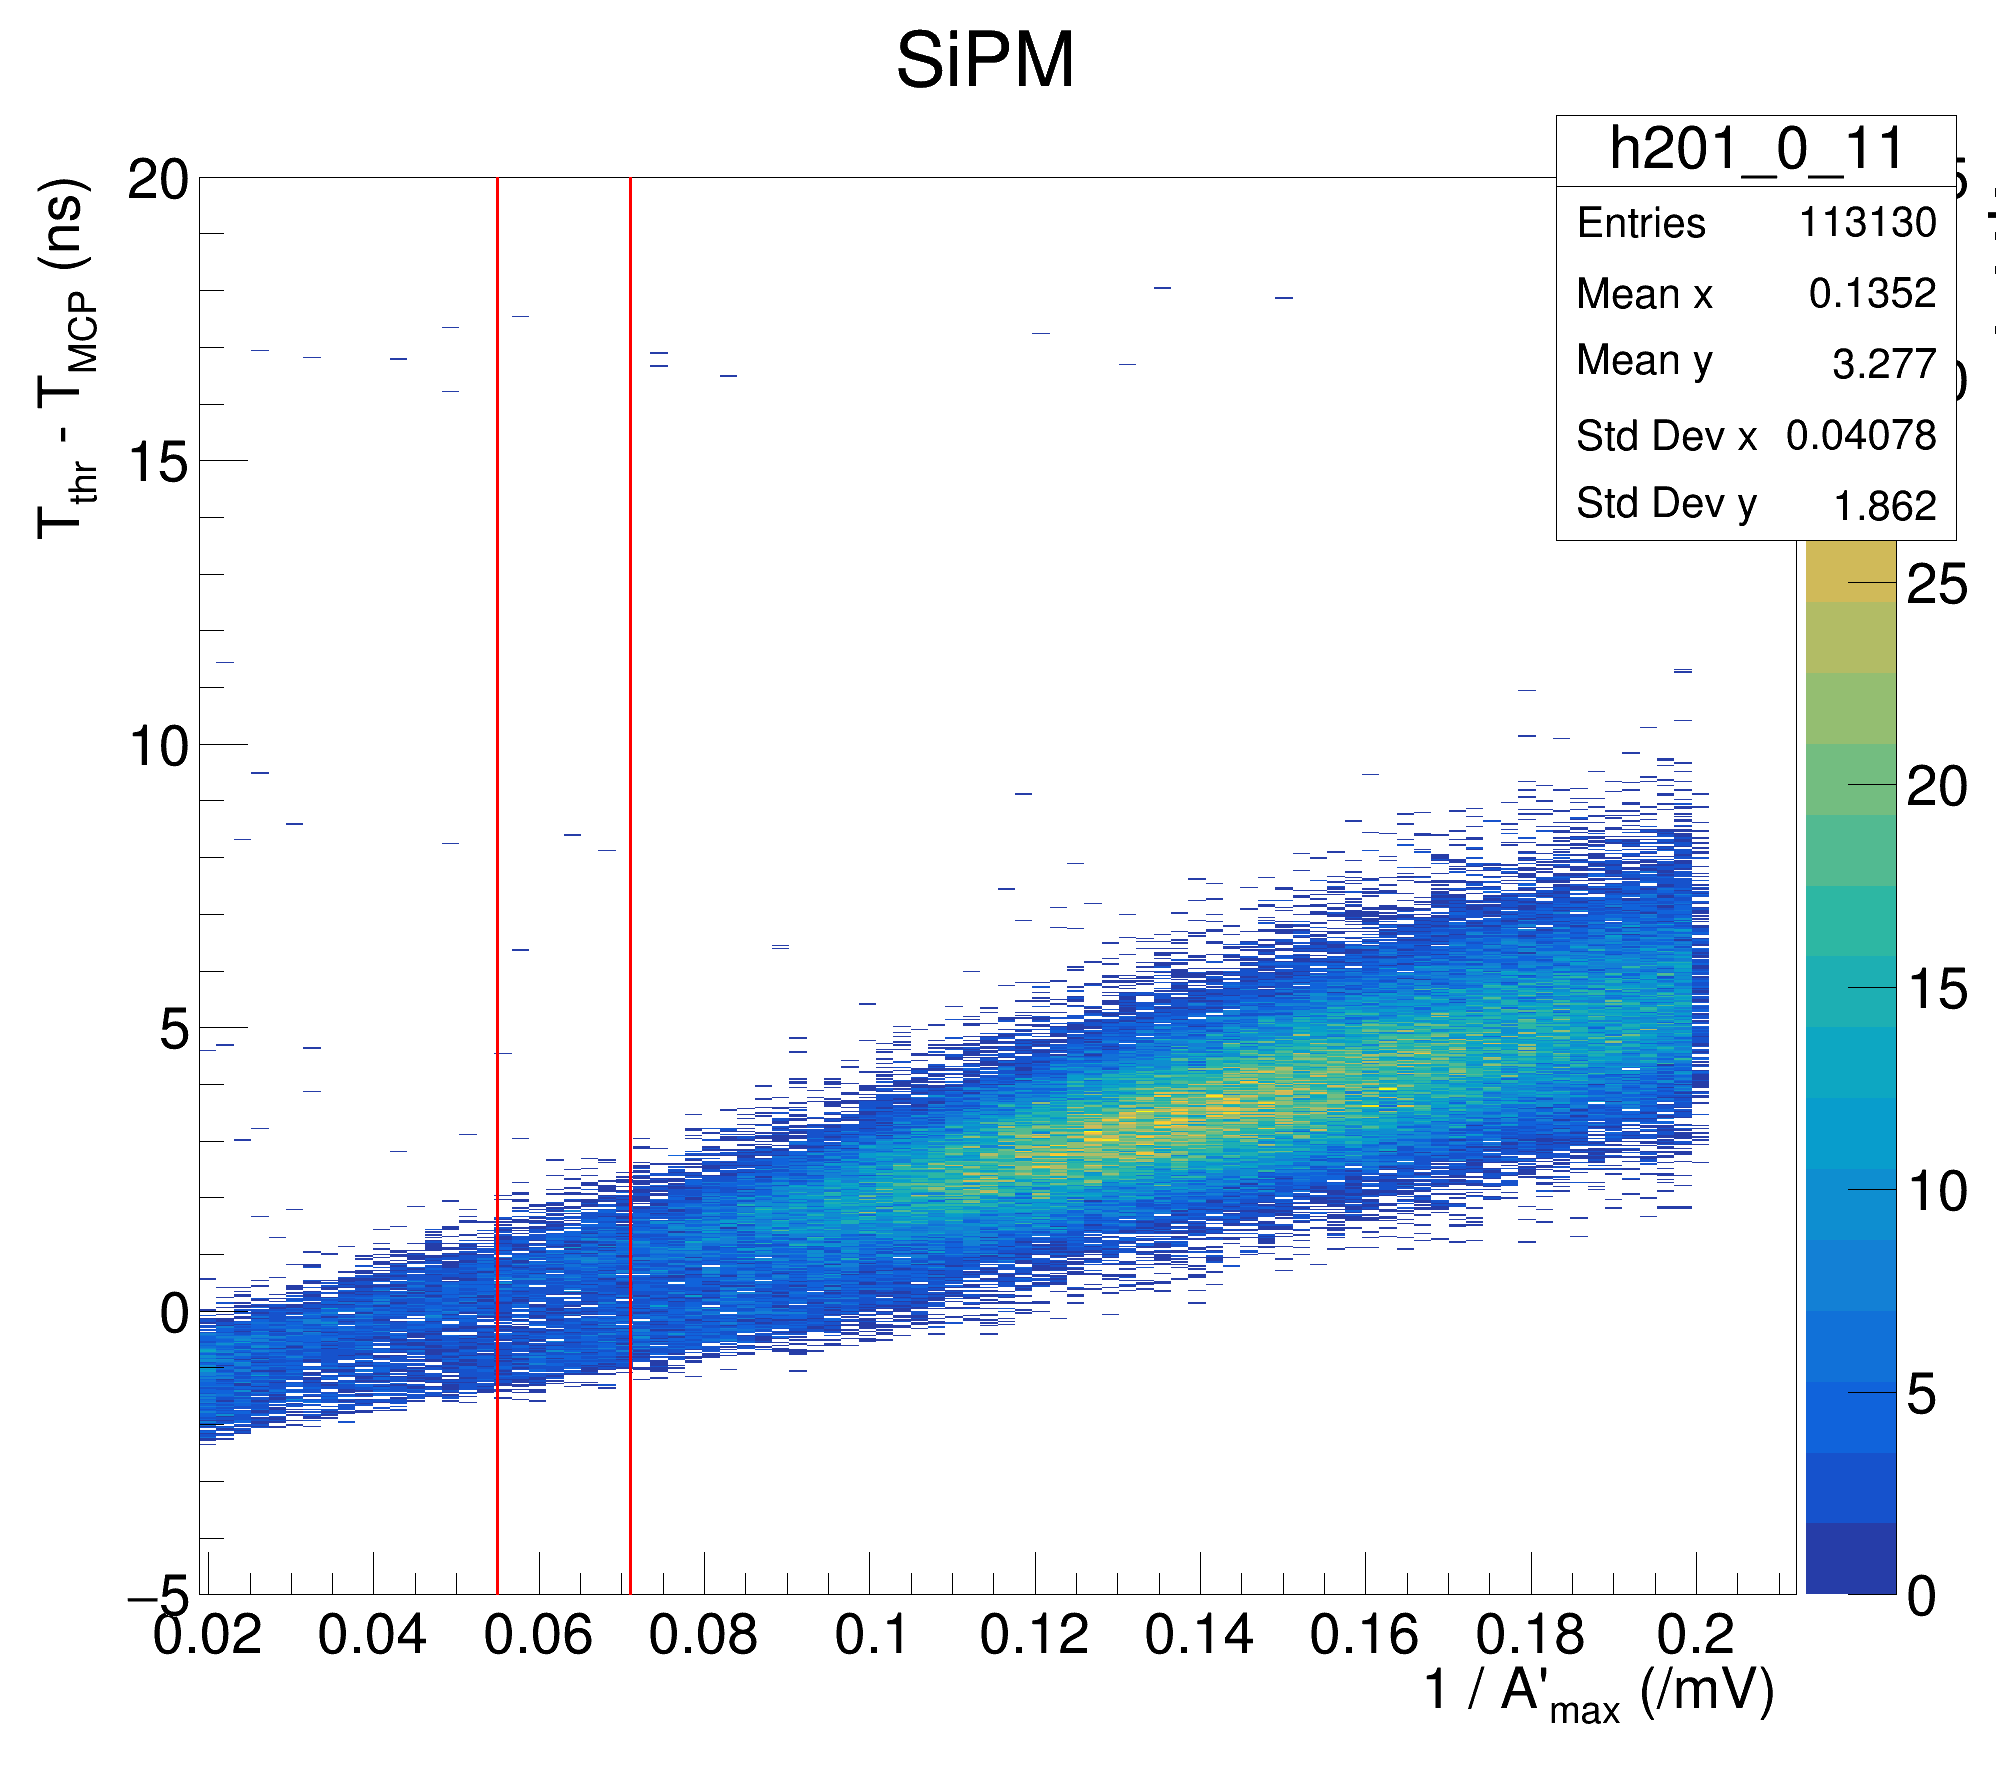 SiPM
h201_0_11
Entries 113130
Mean x 0.1352
Mean y 3.277
Std Dev x 0.04078
Std Dev y 1.862
T_thr - T_MCP (ns)
20
15
10
5
0
−5
0.02 0.04 0.06 0.08 0.1 0.12 0.14 0.16 0.18 0.2
1 / A'_max (/mV)
25
20
15
10
5
0